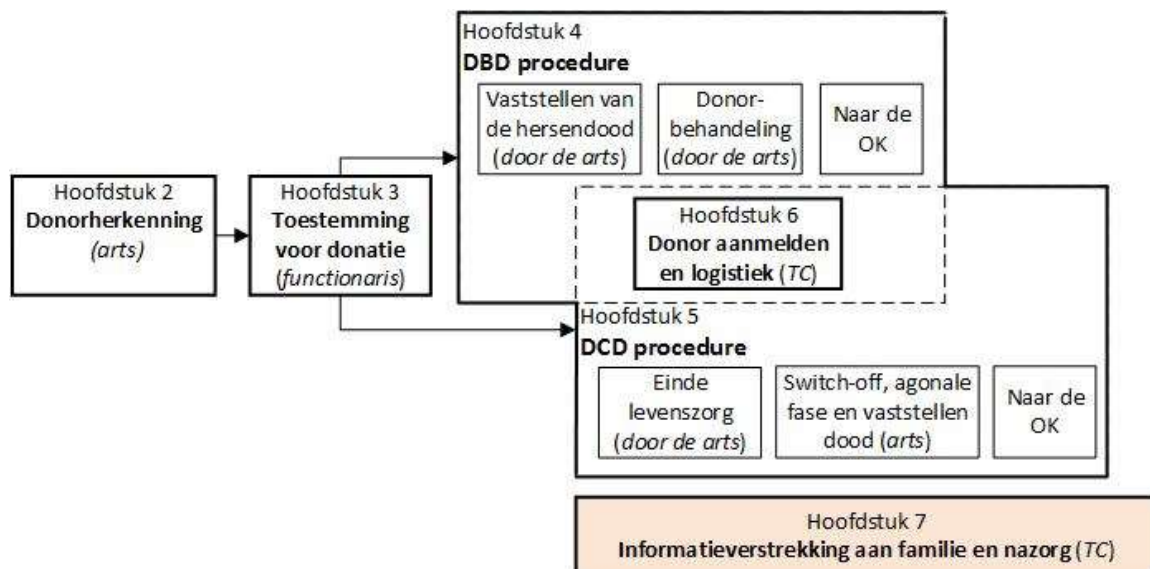 Hoofdstuk 2
Donorherkenning
(arts)
Hoofdstuk 3
Toestemming
voor donatie
(functionaris)
Hoofdstuk 4
DBD procedure
Vaststellen van
de hersendood
(door de arts)
Donor-
behandeling
(door de arts)
Naar de
OK
Hoofdstuk 6
Donor aanmelden
en logistiek (TC)
Hoofdstuk 5
DCD procedure
Einde
levenszorg
(door de arts)
Switch-off, agonale
fase en vaststellen
dood (arts)
Naar de
OK
Hoofdstuk 7
Informatieverstrekking aan familie en nazorg (TC)